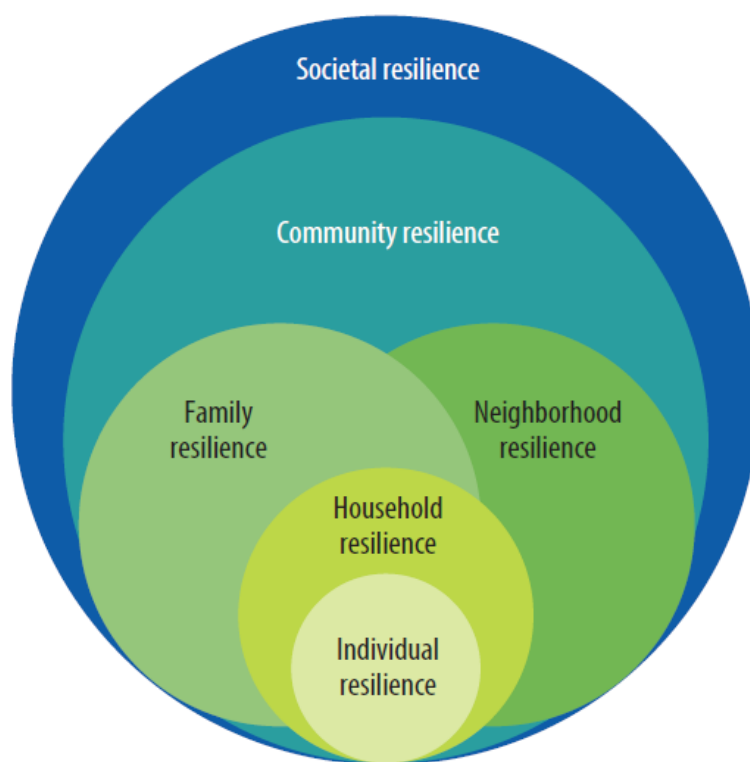 Societal resilience
Community resilience
Family
resilience
Neighborhood
resilience
Household
resilience
Individual
resilience